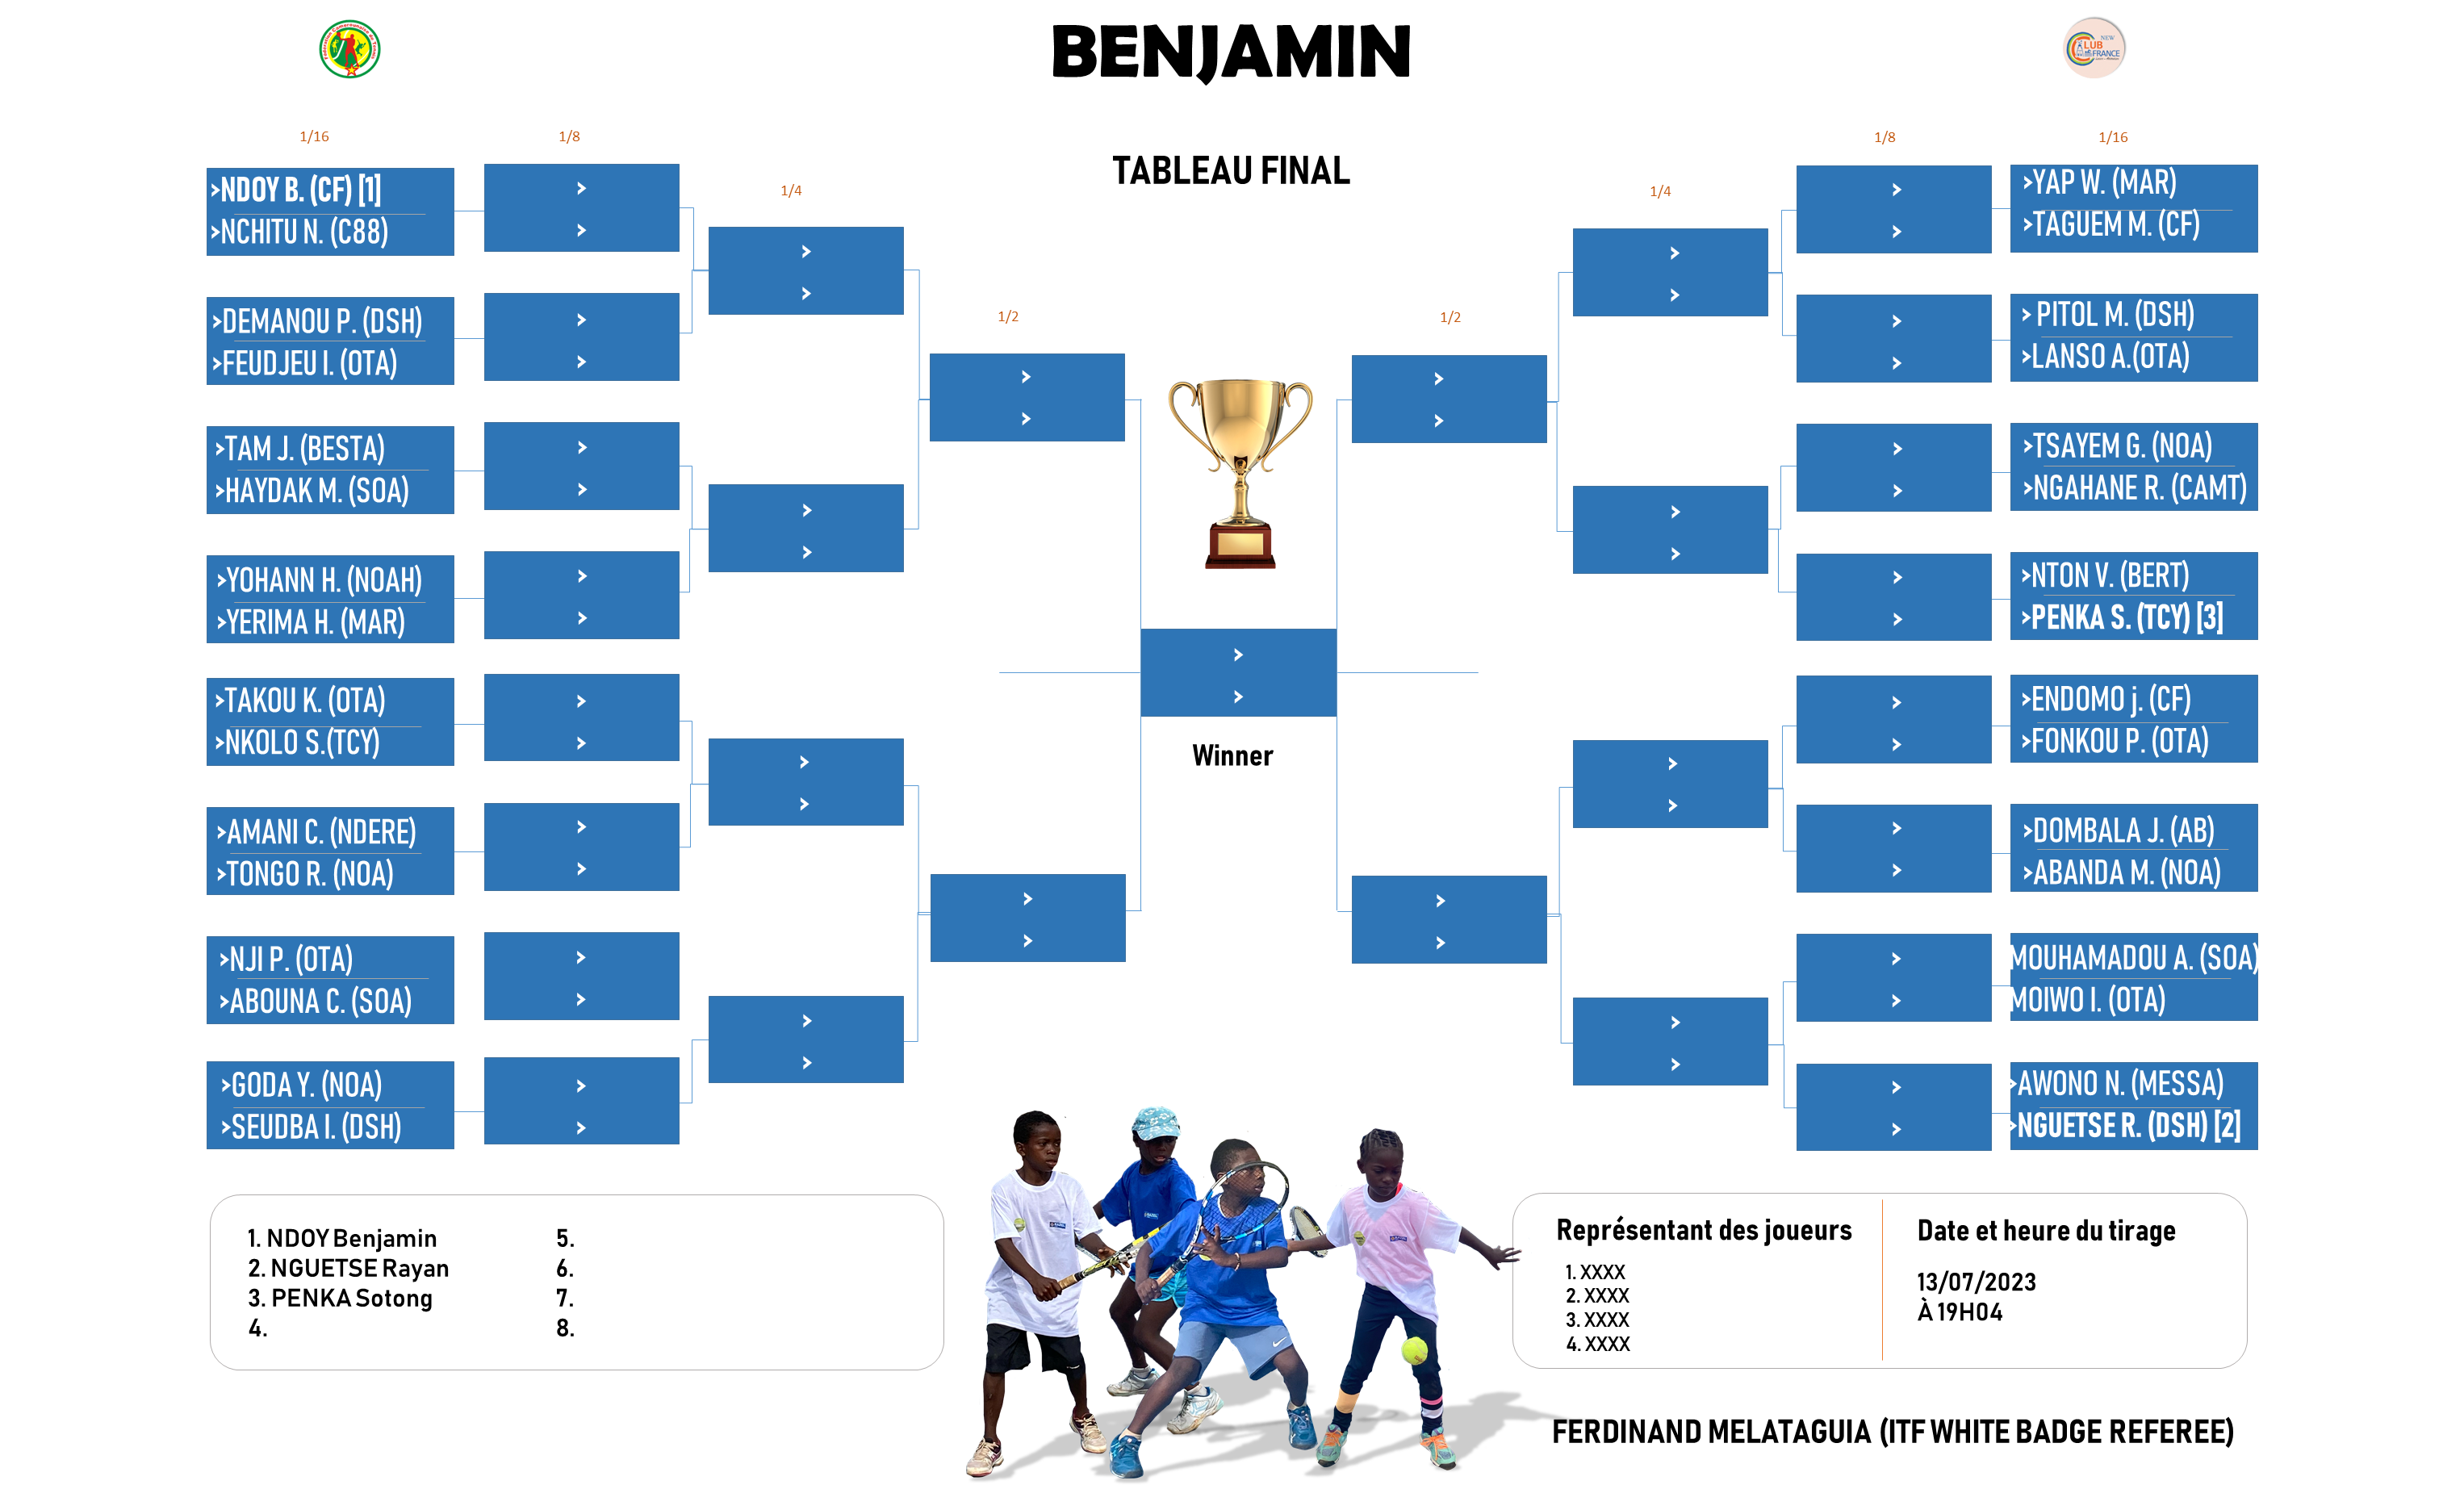 BENJAMIN
NEW
CLUB
FRANCE
TABLEAU FINAL
1/16
1/8
1/4
1/2
1/2
1/4
1/8
1/16
>NDOY B. (CF) [1]
>NCHITU N. (C88)
>DEMANOU P. (DSH)
>FEUDJEU I. (OTA)
>TAM J. (BESTA)
>HAYDAK M. (SOA)
>YOHANN H. (NOAH)
>YERIMA H. (MAR)
>TAKOU K. (OTA)
>NKOLO S.(TCY)
>AMANI C. (NDERE)
>TONGO R. (NOA)
>NJI P. (OTA)
>ABOUNA C. (SOA)
>GODA Y. (NOA)
>SEUDBA I. (DSH)
Winner
>YAP W. (MAR)
>TAGUEM M. (CF)
> PITOL M. (DSH)
>LANSO A.(OTA)
>TSAYEM G. (NOA)
>NGAHANE R. (CAMT)
>NTON V. (BERT)
>PENKA S. (TCY) [3]
>ENDOMO j. (CF)
>FONKOU P. (OTA)
>DOMBALA J. (AB)
>ABANDA M. (NOA)
MOUHAMADOU A. (SOA)
MOIWO I. (OTA)
>AWONO N. (MESSA)
>NGUETSE R. (DSH) [2]
1. NDOY Benjamin
2. NGUETSE Rayan
3. PENKA Sotong
4.
5.
6.
7.
8.
Représentant des joueurs
1. XXXX
2. XXXX
3. XXXX
4. XXXX
Date et heure du tirage
13/07/2023
À 19H04
FERDINAND MELATAGUIA (ITF WHITE BADGE REFEREE)